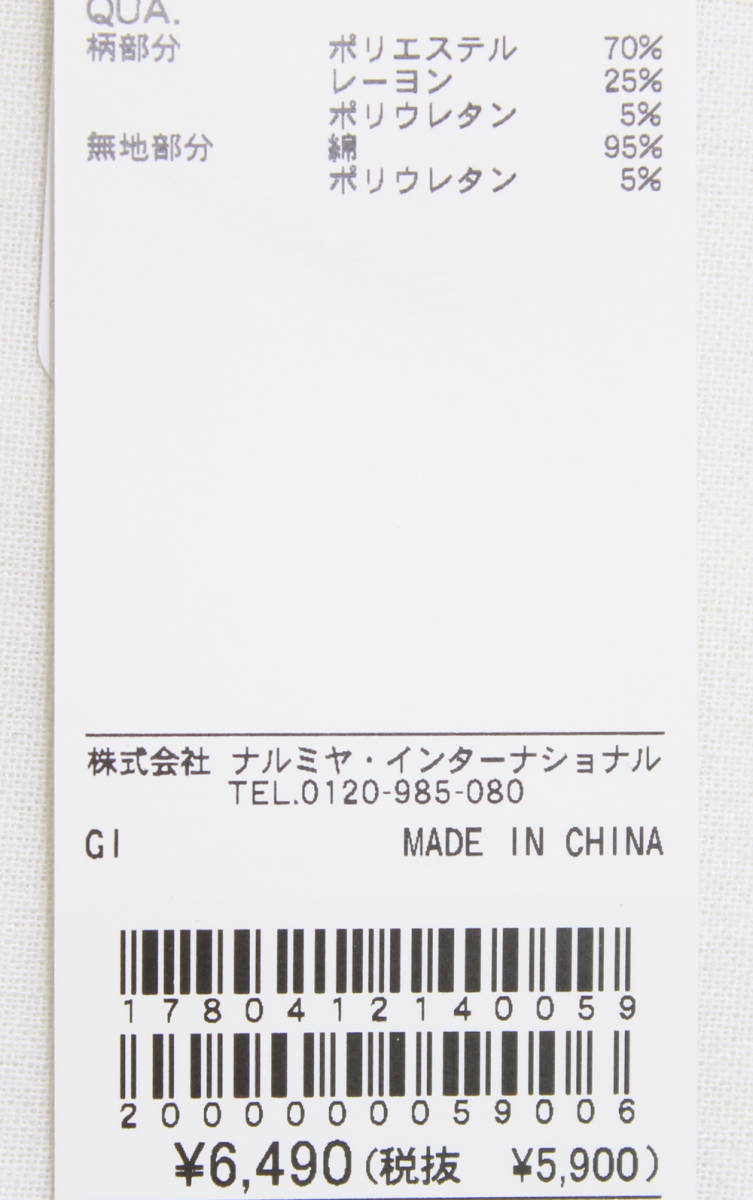 QUA.
柄部分 ポリエステル 70%
レーヨン 25%
ポリウレタン 5%
無地部分 綿 95%
ポリウレタン 5%
株式会社 ナルミヤ・インターナショナル
TEL.0120-985-080
GI MADE IN CHINA
1780412140059
2000000059006
¥6,490(税抜 ¥5,900)